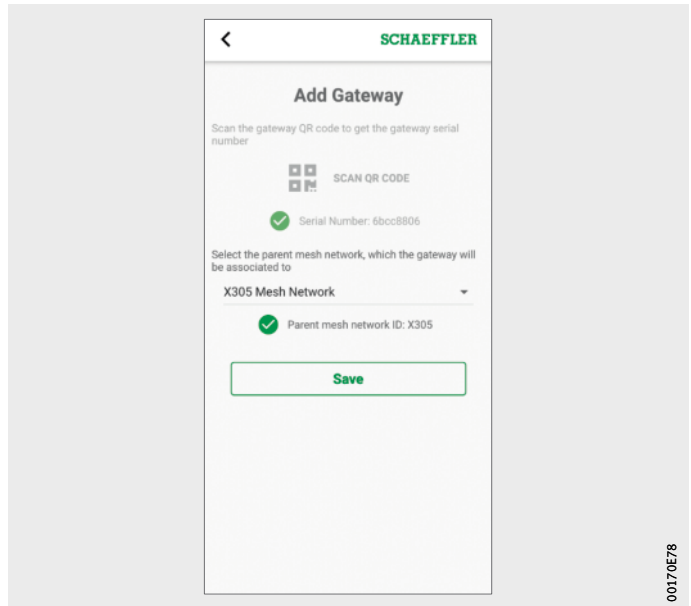 SCHAEFFLER
Add Gateway
Scan the gateway QR code to get the gateway serial
number
SCAN QR CODE
Serial Number: 6bcc8806
Select the parent mesh network, which the gateway will
be associated to
X305 Mesh Network
Parent mesh network ID: X305
Save
00170E78